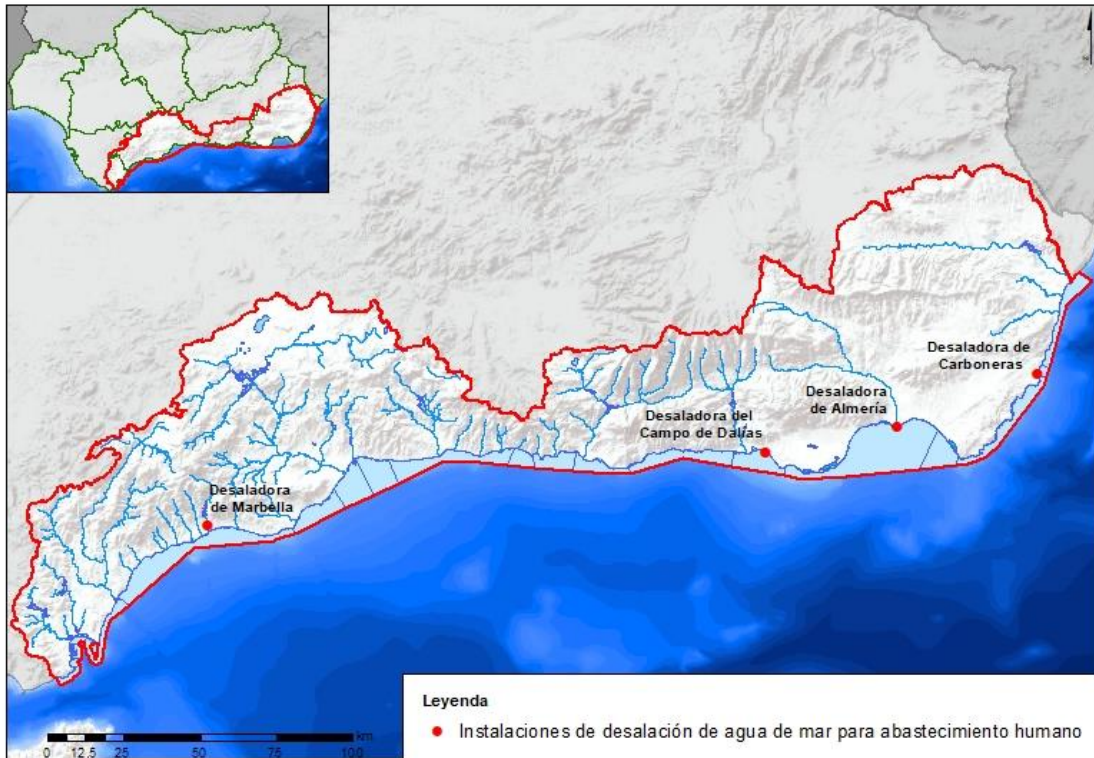 Desaladora de
Carboneras
Desaladora
de Almería
Desaladora del
Campo de Dalías
Desaladora
de Marbella
km
0 12,5 25 50 75 100
Leyenda
Instalaciones de desalación de agua de mar para abastecimiento humano